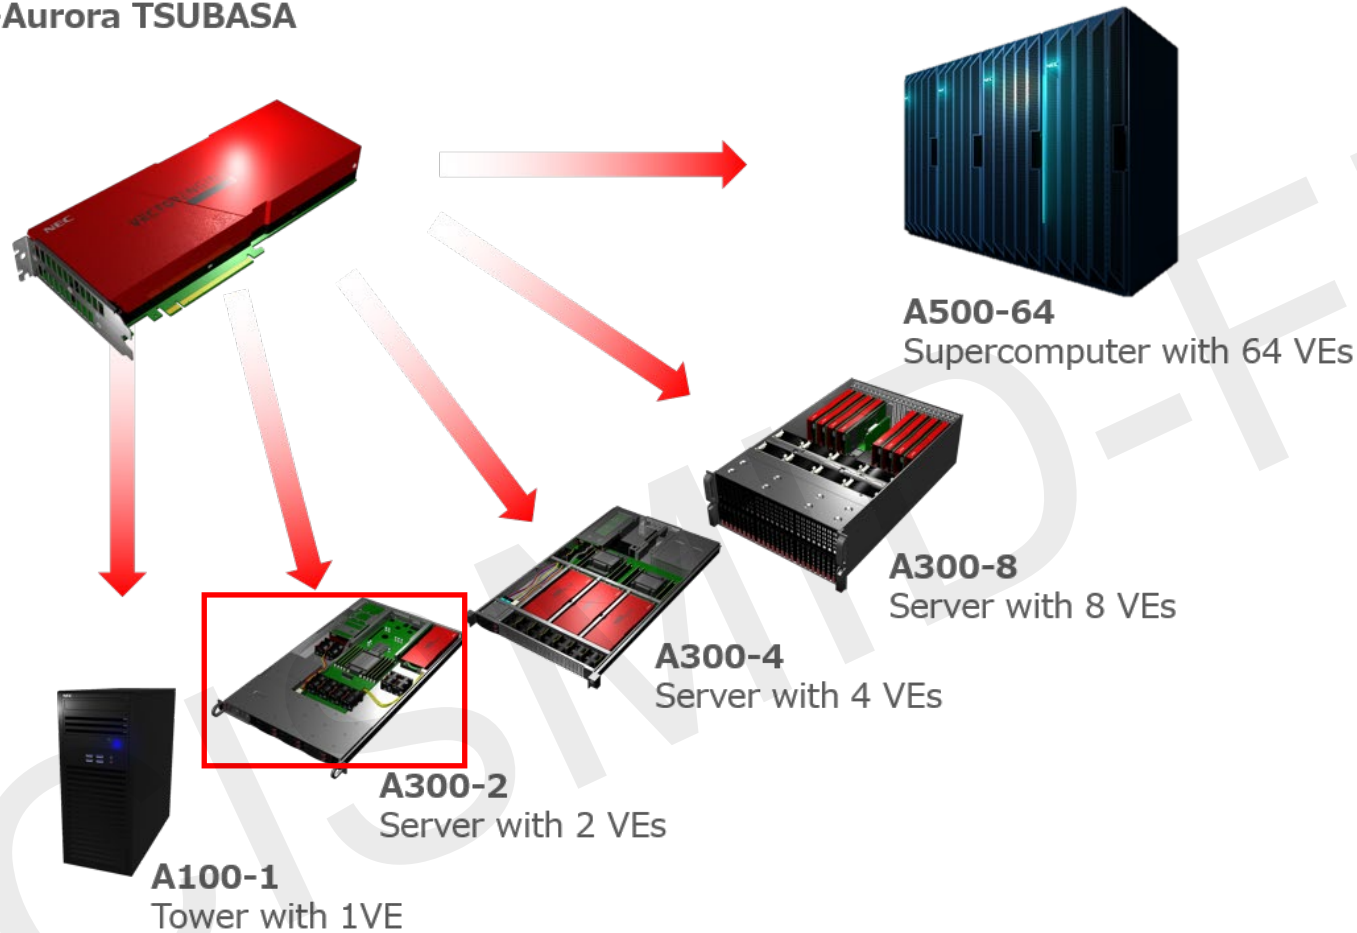 -Aurora TSUBASA
NEC
A500-64
Supercomputer with 64 VEs
A300-8
Server with 8 VEs
A300-4
Server with 4 VEs
A300-2
Server with 2 VEs
A100-1
Tower with 1VE